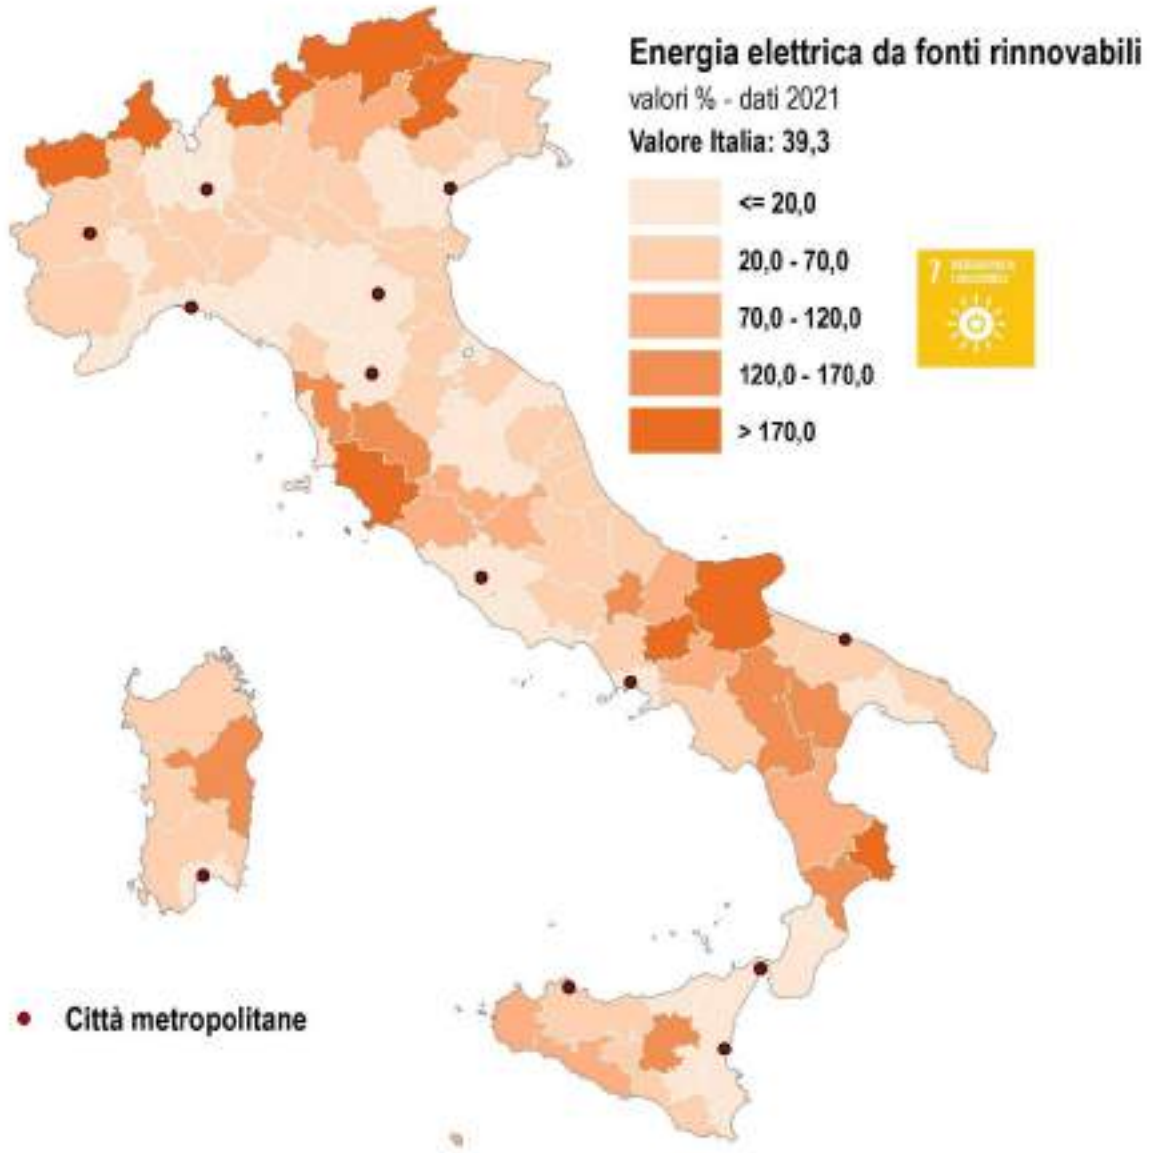 Energia elettrica da fonti rinnovabili
valori % - dati 2021
Valore Italia: 39,3
<= 20,0
20,0 - 70,0
70,0 - 120,0
120,0 - 170,0
> 170,0
7
Città metropolitane